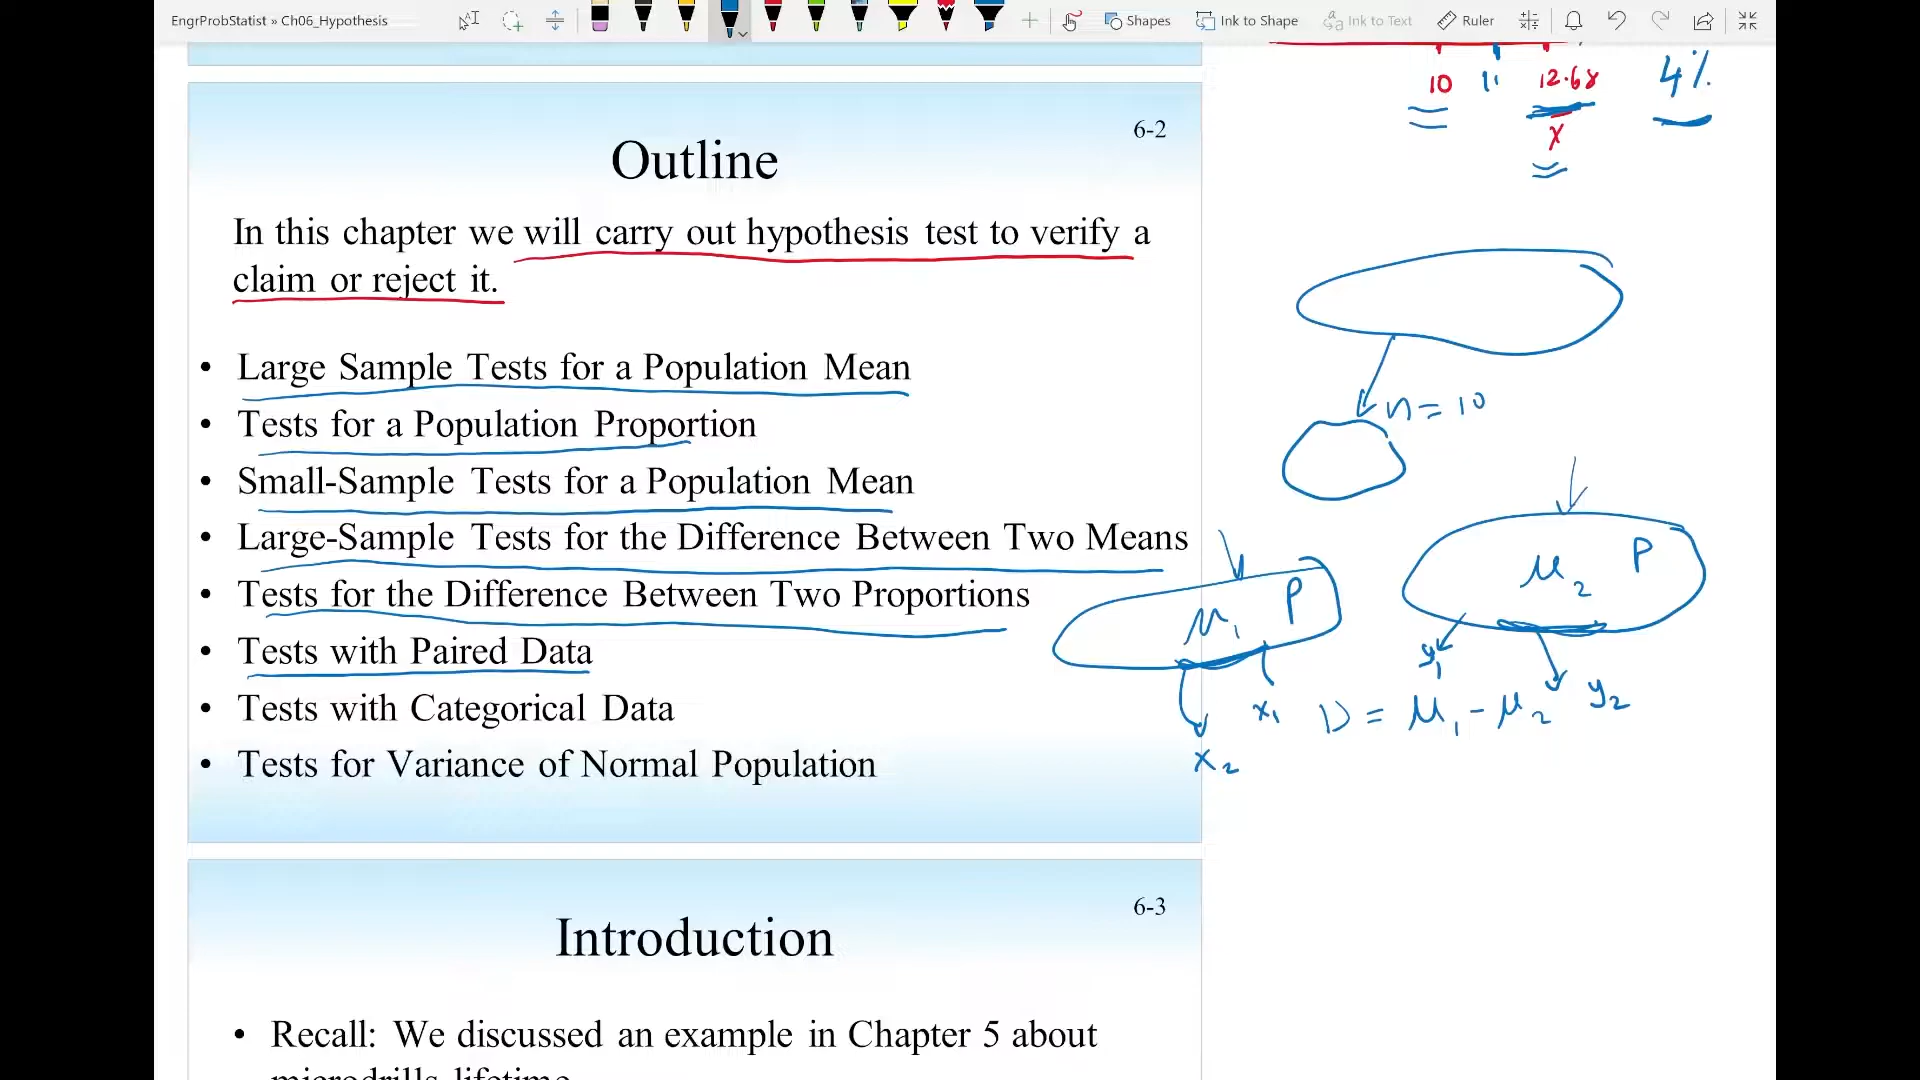 EngrProbStatist » Ch06_Hypothesis
Shapes
Ink to Shape
Ink to Text
Ruler
10 11 12.68 4%
x
6-2
Outline
In this chapter we will carry out hypothesis test to verify a
claim or reject it.
• Large Sample Tests for a Population Mean
• Tests for a Population Proportion
• Small-Sample Tests for a Population Mean
• Large-Sample Tests for the Difference Between Two Means
• Tests for the Difference Between Two Proportions
• Tests with Paired Data
• Tests with Categorical Data
• Tests for Variance of Normal Population
n = 10
μ₁ P
μ₂ P
x₁
x₂
y₁
y₂
D = μ₁ - μ₂
6-3
Introduction
• Recall: We discussed an example in Chapter 5 about
microdrills lifetime